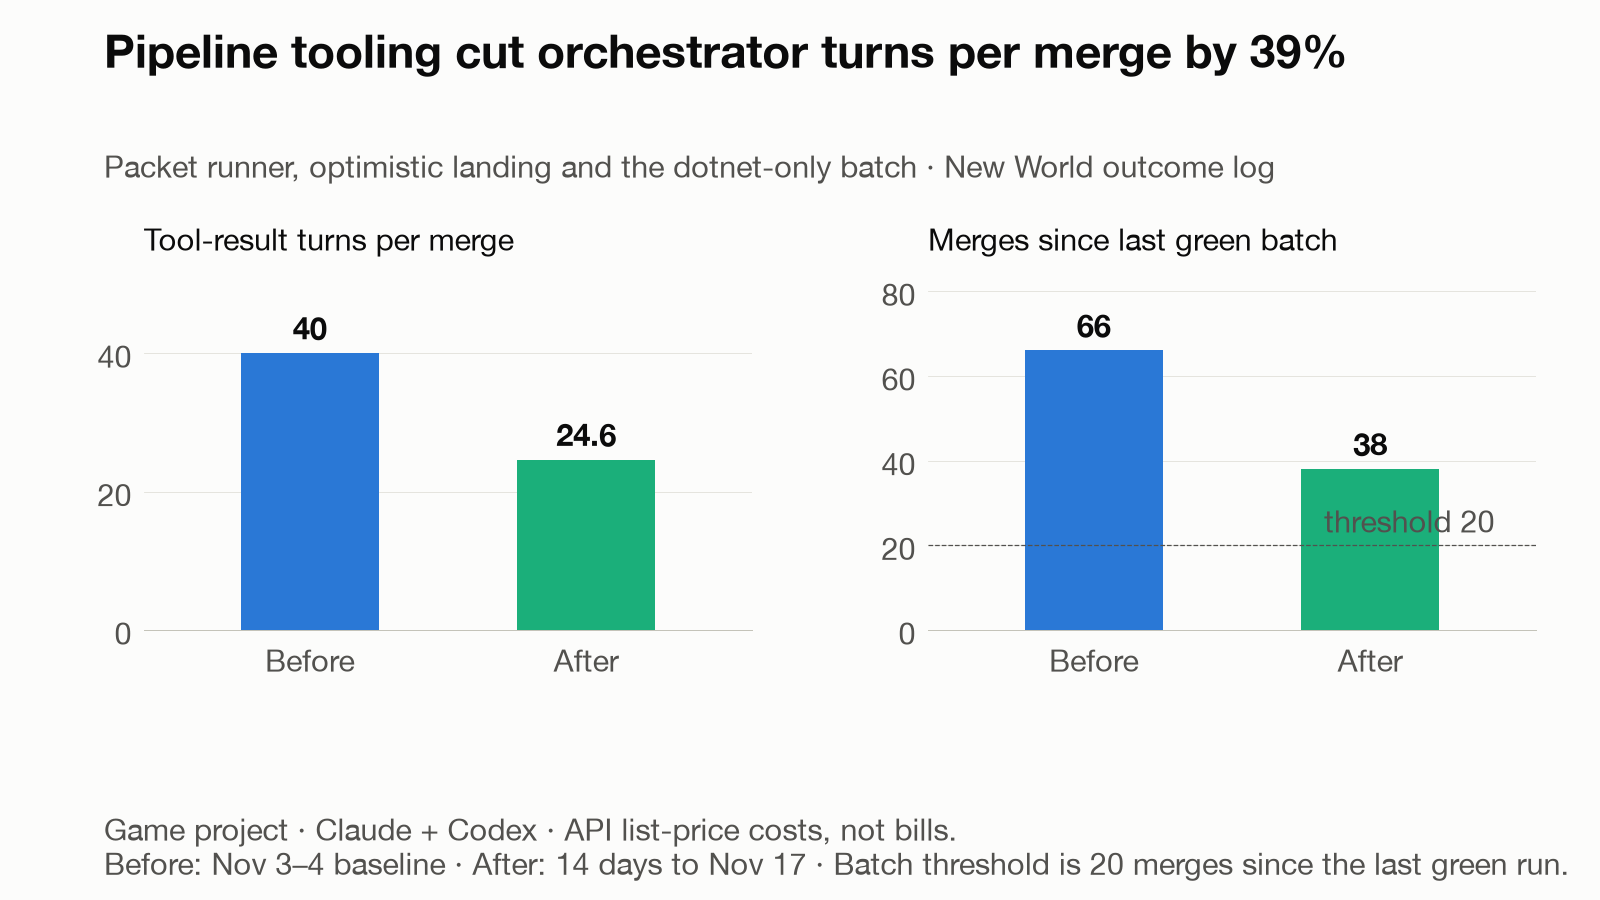 Pipeline tooling cut orchestrator turns per merge by 39%
Packet runner, optimistic landing and the dotnet-only batch · New World outcome log
Tool-result turns per merge
40
40
24.6
20
0
Before
After
Merges since last green batch
80
66
60
38
40
threshold 20
20
0
Before
After
Game project · Claude + Codex · API list-price costs, not bills.
Before: Nov 3–4 baseline · After: 14 days to Nov 17 · Batch threshold is 20 merges since the last green run.